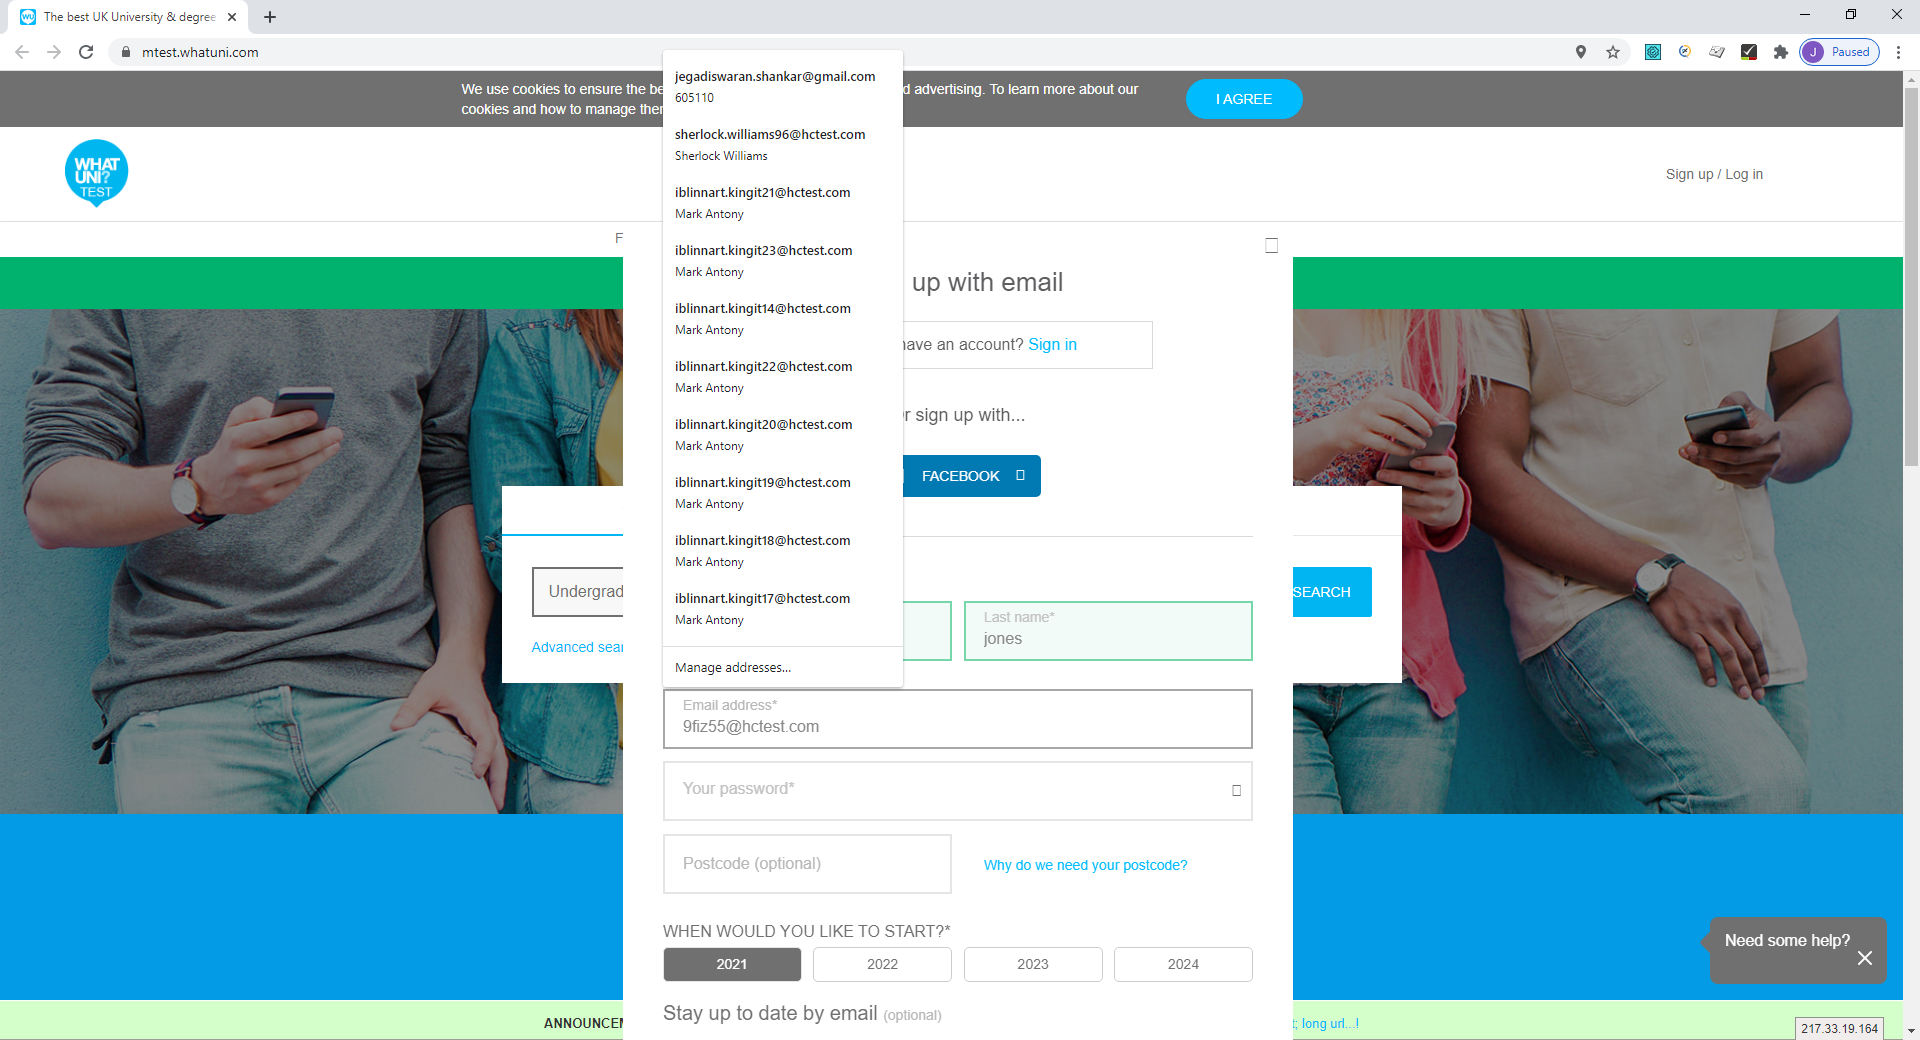 The best UK University & degree
mtest.whatuni.com
J Paused
We use cookies to ensure the be
d advertising. To learn more about our
cookies and how to manage the
I AGREE
WHAT
UNI?
TEST
Sign up / Log in
jegadiswaran.shankar@gmail.com
605110
sherlock.williams96@hctest.com
Sherlock Williams
iblinnart.kingit21@hctest.com
Mark Antony
iblinnart.kingit23@hctest.com
Mark Antony
iblinnart.kingit14@hctest.com
Mark Antony
iblinnart.kingit22@hctest.com
Mark Antony
iblinnart.kingit20@hctest.com
Mark Antony
iblinnart.kingit19@hctest.com
Mark Antony
iblinnart.kingit18@hctest.com
Mark Antony
iblinnart.kingit17@hctest.com
Mark Antony
Manage addresses...
F
up with email
have an account? Sign in
r sign up with...
FACEBOOK
Undergrad
SEARCH
Advanced sear
Last name*
jones
Email address*
9fiz55@hctest.com
Your password*
Postcode (optional)
Why do we need your postcode?
WHEN WOULD YOU LIKE TO START?*
2021 2022 2023 2024
Stay up to date by email (optional)
Need some help?
ANNOUNCEM
t; long url...!
217.33.19.164